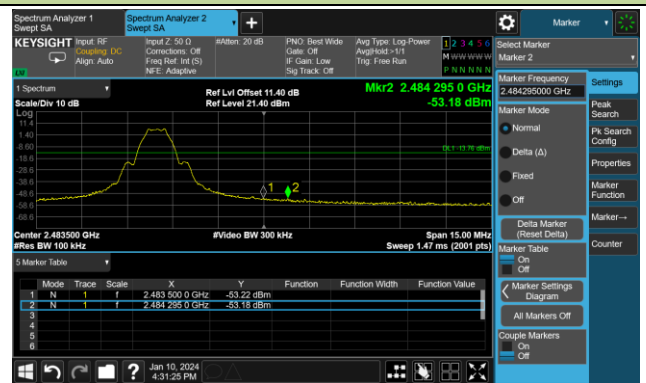 Spectrum Analyzer 1
Swept SA
Spectrum Analyzer 2
Swept SA
Marker
KEYSIGHT
Input: RF
Coupling: DC
Align: Auto
Input Z: 50 Ω
Corrections: Off
Freq Ref: Int (S)
NFE: Adaptive
#Atten: 20 dB
PNO: Best Wide
Gate: Off
IF Gain: Low
Sig Track: Off
Avg Type: Log-Power
Avg|Hold:>1/1
Trig: Free Run
1 2 3 4 5 6
M W W W W W
P N N N N N
Select Marker
Marker 2
LU
1 Spectrum
Scale/Div 10 dB
Log
Ref Lvl Offset 11.40 dB
Ref Level 21.40 dBm
Mkr2 2.484 295 0 GHz
-53.18 dBm
11.4
1.40
-8.60
-18.6
-28.6
-38.6
-48.6
-58.6
-68.6
DL1 -13.76 dBm
1
2
Center 2.483500 GHz
#Res BW 100 kHz
#Video BW 300 kHz
Span 15.00 MHz
Sweep 1.47 ms (2001 pts)
5 Marker Table
Mode Trace Scale X Y Function Function Width Function Value
1 N 1 f 2.483 500 0 GHz -53.22 dBm
2 N 1 f 2.484 295 0 GHz -53.18 dBm
3
4
5
6
Marker Frequency
2.484295000 GHz
Marker Mode
Normal
Delta (Δ)
Fixed
Off
Delta Marker
(Reset Delta)
Marker Table
On
Off
Marker Settings
Diagram
All Markers Off
Couple Markers
On
Off
Settings
Peak
Search
Pk Search
Config
Properties
Marker
Function
Marker→
Counter
Jan 10, 2024
4:31:25 PM